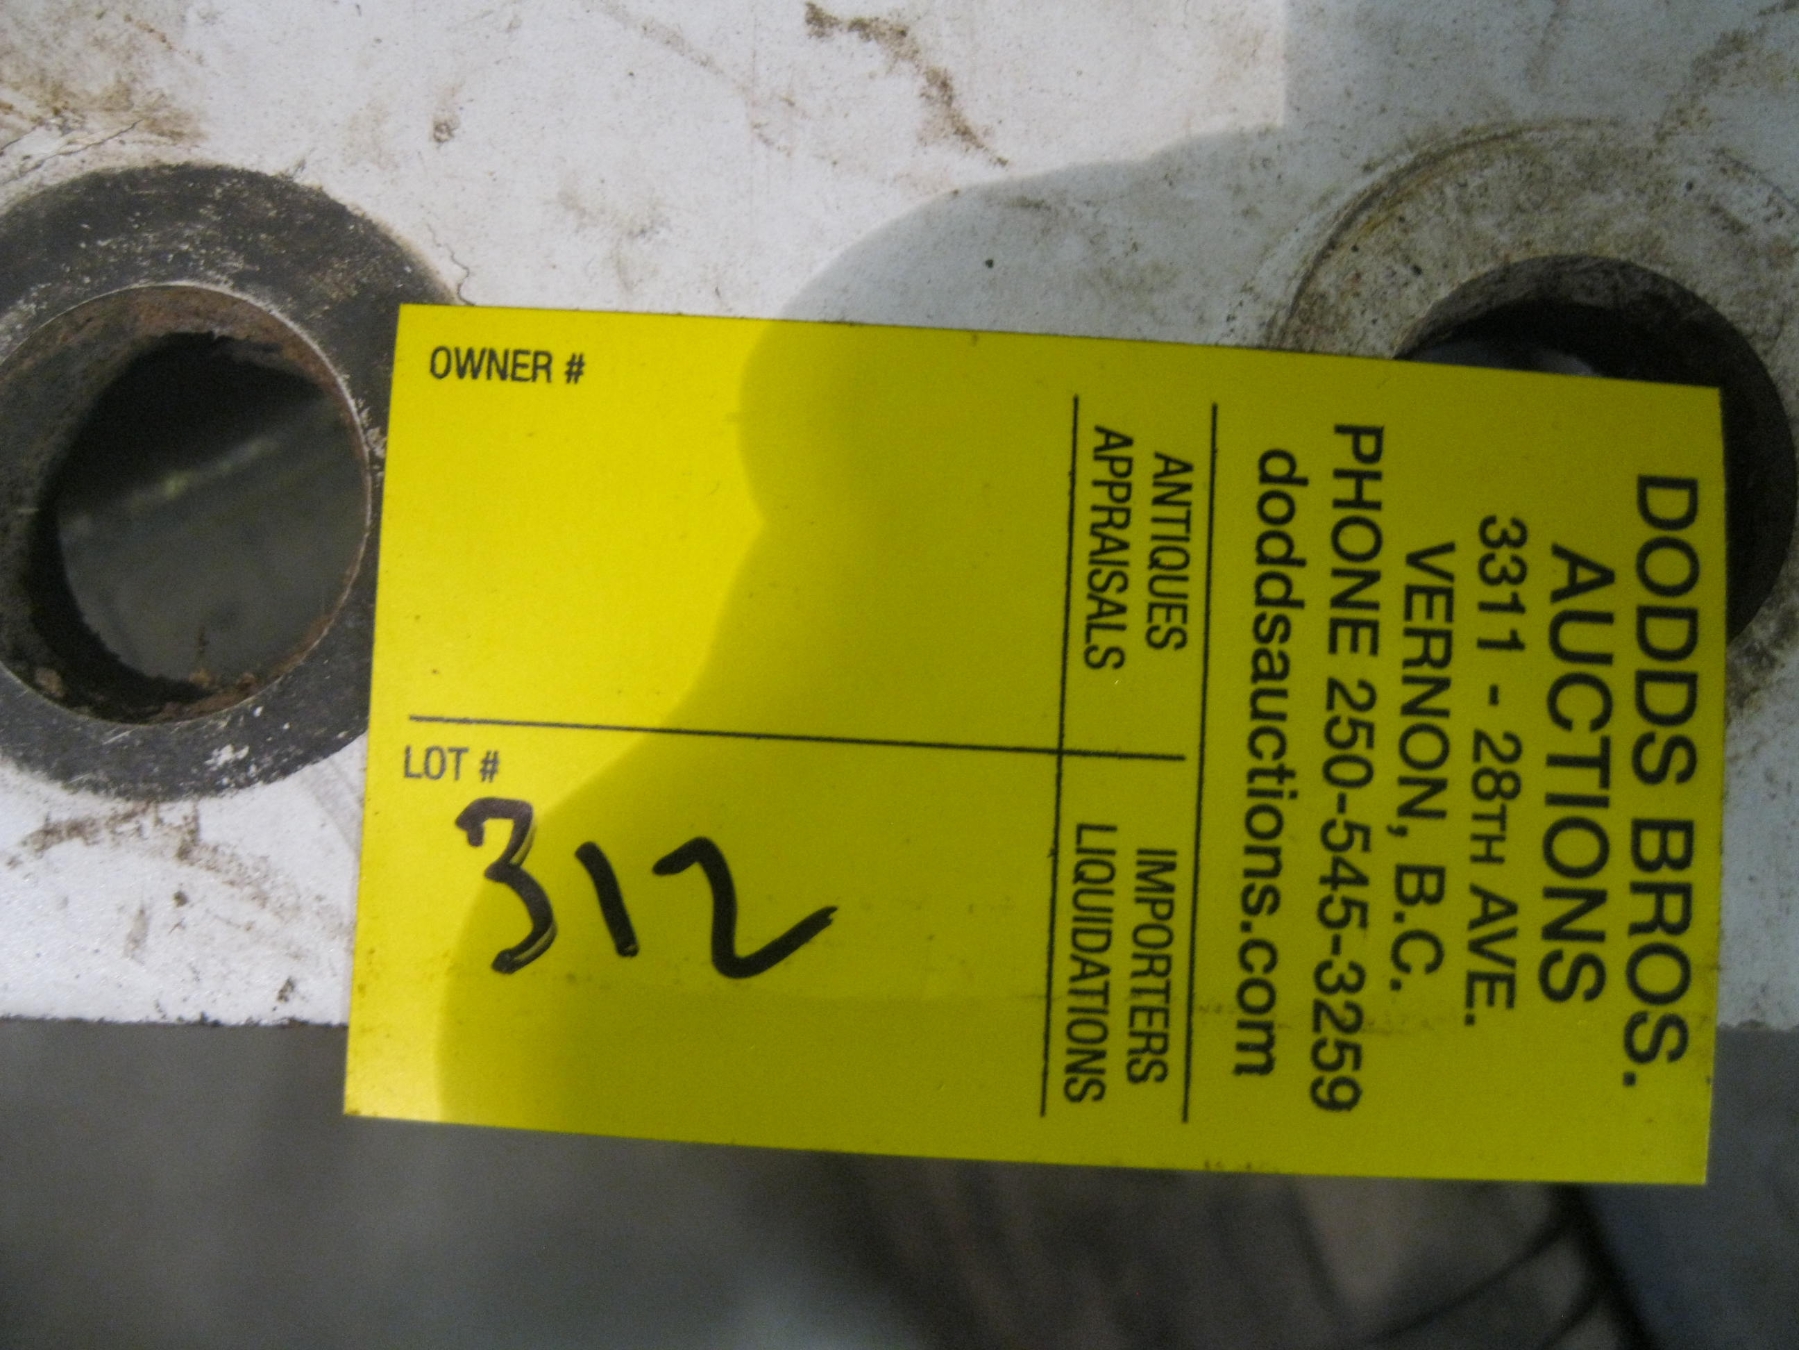 DODDS BROS.
AUCTIONS
3311 - 28TH AVE.
VERNON, B.C.
PHONE 250-545-3259
doddsauctions.com
ANTIQUES
APPRAISALS
IMPORTERS
LIQUIDATIONS
OWNER #
LOT #
312